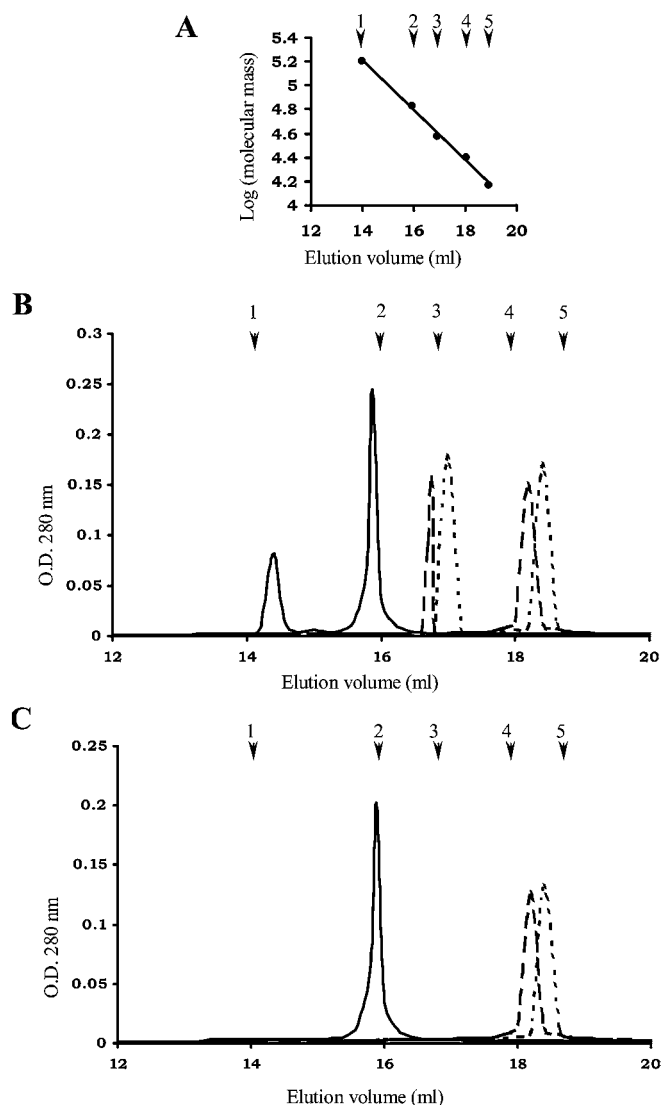 A
1 2 3 4 5
5.4
5.2
5
4.8
4.6
4.4
4.2
4
Log (molecular mass)
12 14 16 18 20
Elution volume (ml)
B
1 2 3 4 5
0.3
0.25
0.2
0.15
0.1
0.05
0
O.D. 280 nm
12 14 16 18 20
Elution volume (ml)
C
1 2 3 4 5
0.25
0.2
0.15
0.1
0.05
0
O.D. 280 nm
12 14 16 18 20
Elution volume (ml)